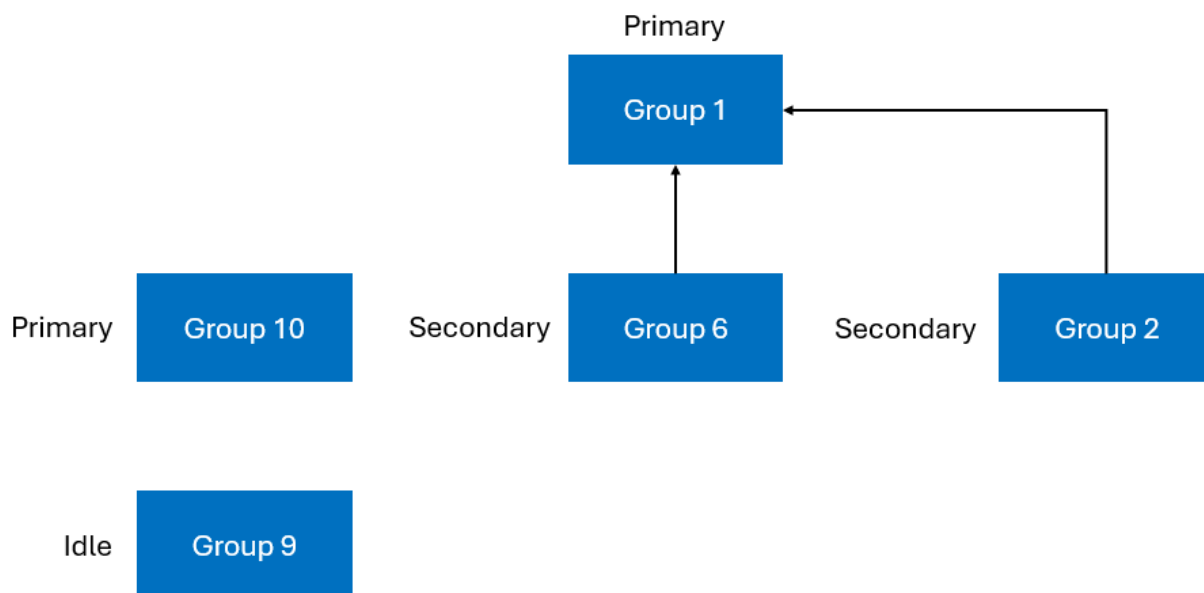 Primary
Group 1
Primary
Group 10
Secondary
Group 6
Secondary
Group 2
Idle
Group 9